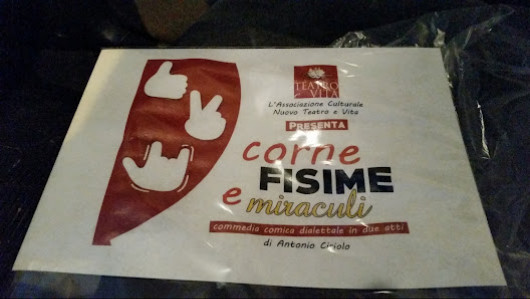 TEATRO
E VITA
L'Associazione Culturale
Nuovo Teatro e Vita
PRESENTA
corne
FISIME
e miraculi
commedia comica dialettale in due atti
di Antonio Ciriolo